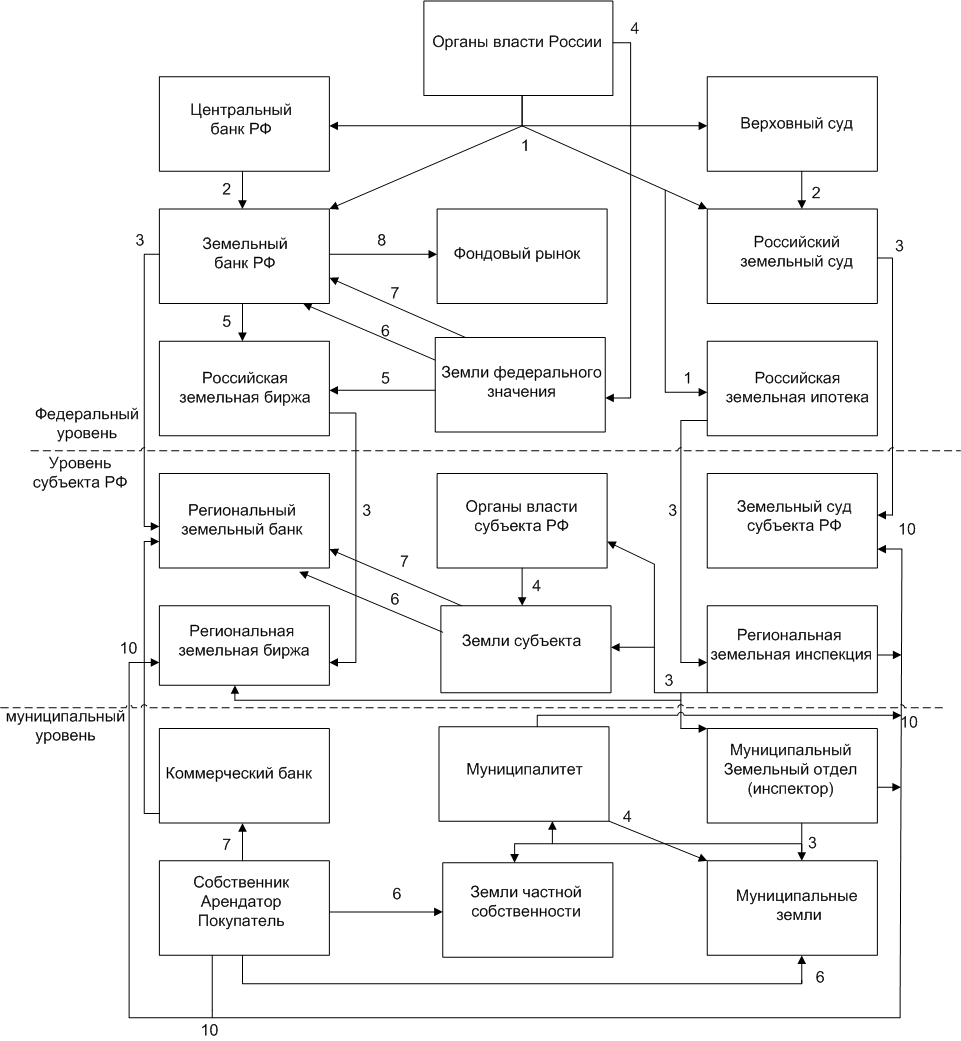 Органы власти России
4
Центральный
банк РФ
Верховный суд
1
2
2
3
Земельный
банк РФ
8
Фондовый рынок
Российский
земельный суд
3
7
5
6
Российская
земельная биржа
5
Земли федерального
значения
1
Российская
земельная ипотека
Федеральный
уровень
Уровень
субъекта РФ
Региональный
земельный банк
3
Органы власти
субъекта РФ
3
Земельный суд
субъекта РФ
10
7
4
6
Региональная
земельная биржа
Земли субъекта
Региональная
земельная инспекция
10
3
муниципальный
уровень
10
Коммерческий банк
Муниципалитет
Муниципальный
Земельный отдел
(инспектор)
4
7
3
Собственник
Арендатор
Покупатель
6
Земли частной
собственности
Муниципальные
земли
6
10